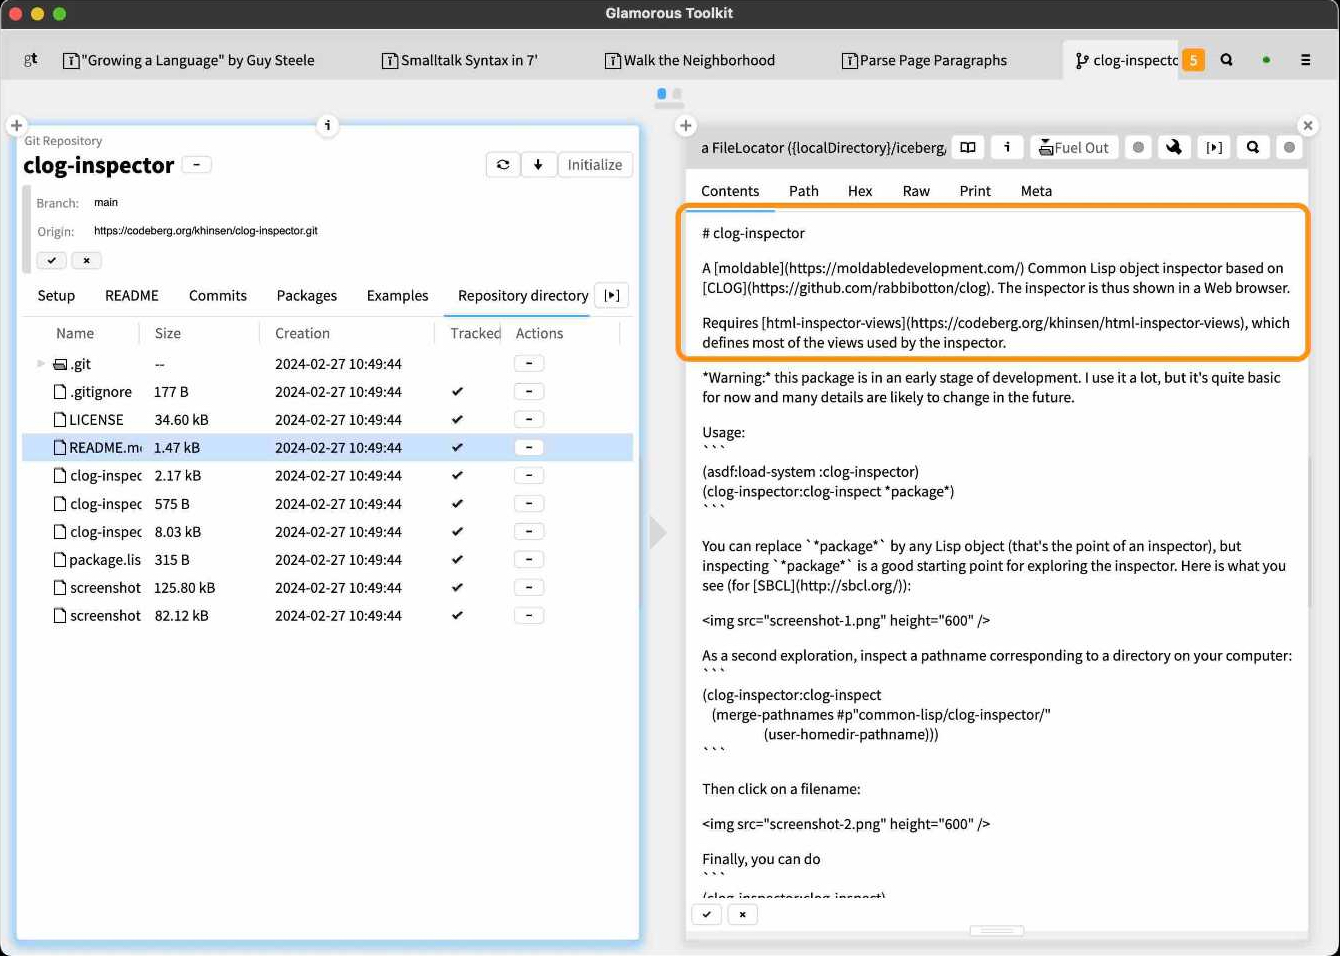 Glamorous Toolkit
gt "Growing a Language" by Guy Steele Smalltalk Syntax in 7' Walk the Neighborhood Parse Page Paragraphs clog-inspecto 5
Git Repository
clog-inspector
Initialize
Branch: main
Origin: https://codeberg.org/khinsen/clog-inspector.git
Setup README Commits Packages Examples Repository directory
Name Size Creation Tracked Actions
.git -- 2024-02-27 10:49:44
.gitignore 177 B 2024-02-27 10:49:44
LICENSE 34.60 kB 2024-02-27 10:49:44
README.m 1.47 kB 2024-02-27 10:49:44
clog-inspec 2.17 kB 2024-02-27 10:49:44
clog-inspec 575 B 2024-02-27 10:49:44
clog-inspec 8.03 kB 2024-02-27 10:49:44
package.lis 315 B 2024-02-27 10:49:44
screenshot 125.80 kB 2024-02-27 10:49:44
screenshot 82.12 kB 2024-02-27 10:49:44
a FileLocator ({localDirectory}/iceberg/ i Fuel Out
Contents Path Hex Raw Print Meta
# clog-inspector
A [moldable](https://moldabledevelopment.com/) Common Lisp object inspector based on
[CLOG](https://github.com/rabbibotton/clog). The inspector is thus shown in a Web browser.
Requires [html-inspector-views](https://codeberg.org/khinsen/html-inspector-views), which
defines most of the views used by the inspector.
*Warning:* this package is in an early stage of development. I use it a lot, but it's quite basic
for now and many details are likely to change in the future.
Usage:
```
(asdf:load-system :clog-inspector)
(clog-inspector:clog-inspect *package*)
```
You can replace `*package*` by any Lisp object (that's the point of an inspector), but
inspecting `*package*` is a good starting point for exploring the inspector. Here is what you
see (for [SBCL](http://sbcl.org/)):
<img src="screenshot-1.png" height="600" />
As a second exploration, inspect a pathname corresponding to a directory on your computer:
```
(clog-inspector:clog-inspect
(merge-pathnames #p"common-lisp/clog-inspector/"
(user-homedir-pathname)))
```
Then click on a filename:
<img src="screenshot-2.png" height="600" />
Finally, you can do
```
(clog-inspector:clog-inspect)